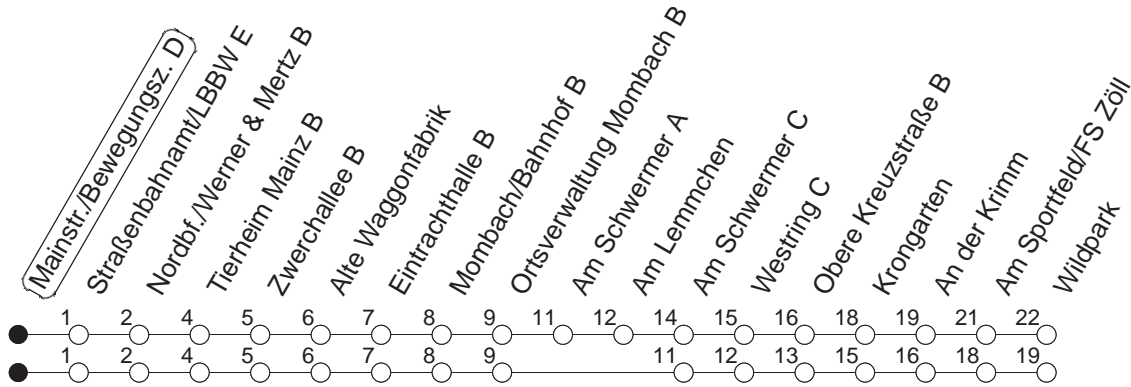 Mainstr./Bewegungsz. D
Straßenbahnamt/LBBW E
Nordbf./Werner & Mertz B
Tierheim Mainz B
Zwerchallee B
Alte Waggonfabrik
Eintrachthalle B
Mombach/Bahnhof B
Ortsverwaltung Mombach B
Am Schwermer A
Am Lemmchen
Am Schwermer C
Westring C
Obere Kreuzstraße B
Krongarten
An der Krimm
Am Sportfeld/FS Zöll
Wildpark
1 2 4 5 6 7 8 9 11 12 14 15 16 18 19 21 22
1 2 4 5 6 7 8 9 11 12 13 15 16 18 19